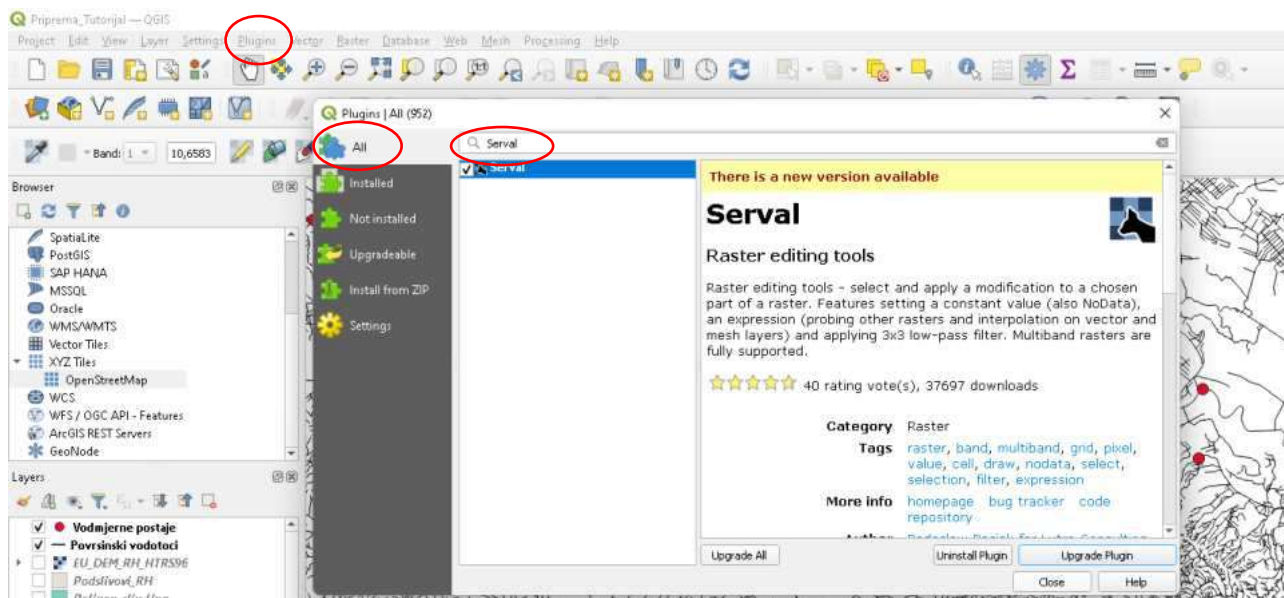 Priprema_Tutorijal — QGIS
Project Edit View Layer Settings Plugins Vector Raster Database Web Mesh Processing Help
Plugins | All (952)
Band: 1 10,6583
All
Serval
Installed
Not installed
Upgradeable
Install from ZIP
Settings
Serval
There is a new version available
Serval
Raster editing tools
Raster editing tools - select and apply a modification to a chosen
part of a raster. Features setting a constant value (also NoData),
an expression (probing other rasters and interpolation on vector and
mesh layers) and applying 3x3 low-pass filter. Multiband rasters are
fully supported.
40 rating vote(s), 37697 downloads
Category Raster
Tags raster, band, multiband, grid, pixel,
value, cell, draw, nodata, select,
selection, filter, expression
More info homepage bug tracker code
repository
Upgrade All
Uninstall Plugin
Upgrade Plugin
Close
Help
Browser
SpatiaLite
PostGIS
SAP HANA
MSSQL
Oracle
WMS/WMTS
Vector Tiles
XYZ Tiles
OpenStreetMap
WCS
WFS / OGC API - Features
ArcGIS REST Servers
GeoNode
Layers
Vodmjerne postaje
Povrsinski vodotoci
EU_DEM_RH_HTRS96
Podslivovi_RH